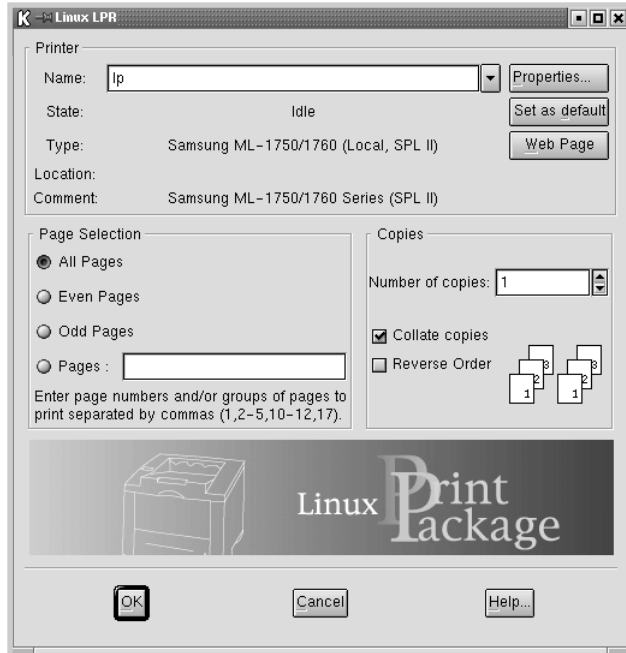 Linux LPR
Printer
Name: lp
Properties...
State: Idle
Set as default
Type: Samsung ML-1750/1760 (Local, SPL II)
Web Page
Location:
Comment: Samsung ML-1750/1760 Series (SPL II)
Page Selection
All Pages
Even Pages
Odd Pages
Pages :
Enter page numbers and/or groups of pages to
print separated by commas (1,2-5,10-12,17).
Copies
Number of copies: 1
Collate copies
Reverse Order
3 3
2 2
1 1
Linux Print
Package
OK Cancel Help...